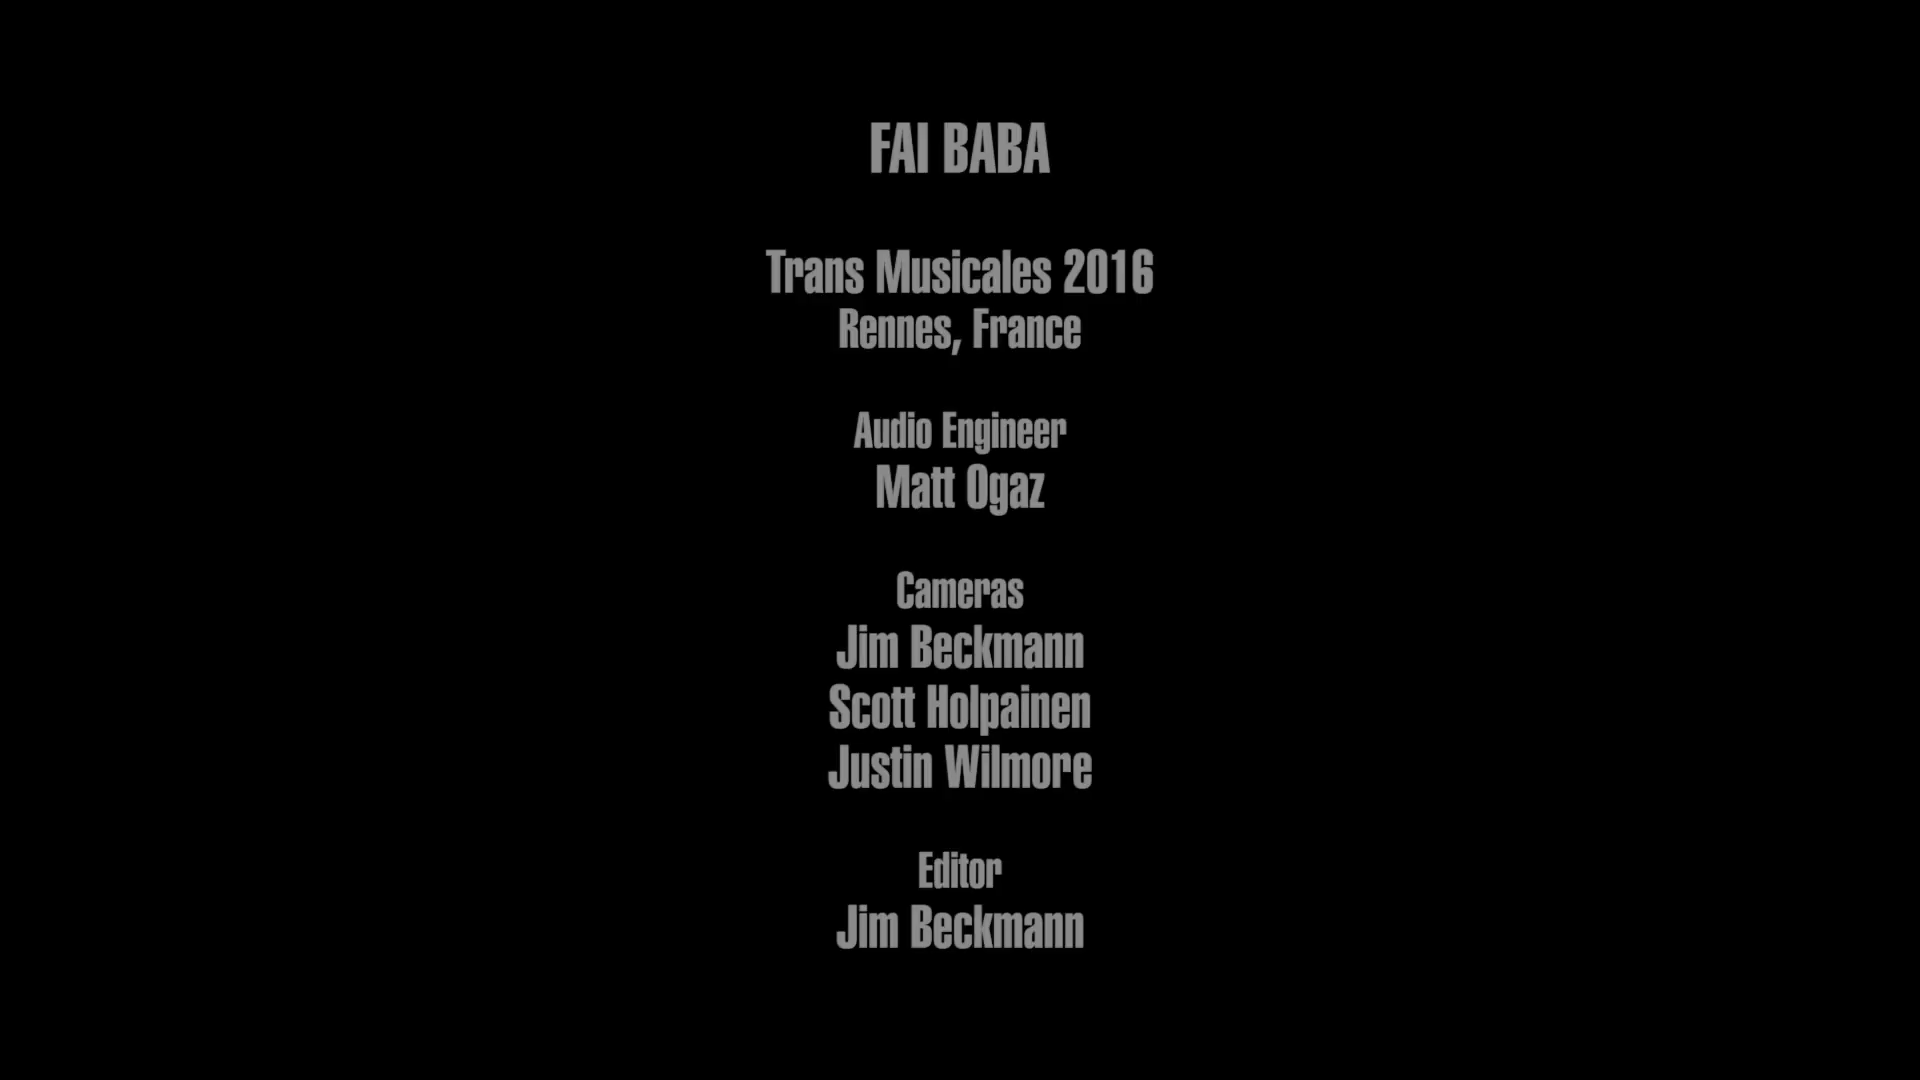 FAI BABA
Trans Musicales 2016
Rennes, France
Audio Engineer
Matt Ogaz
Cameras
Jim Beckmann
Scott Holpainen
Justin Wilmore
Editor
Jim Beckmann